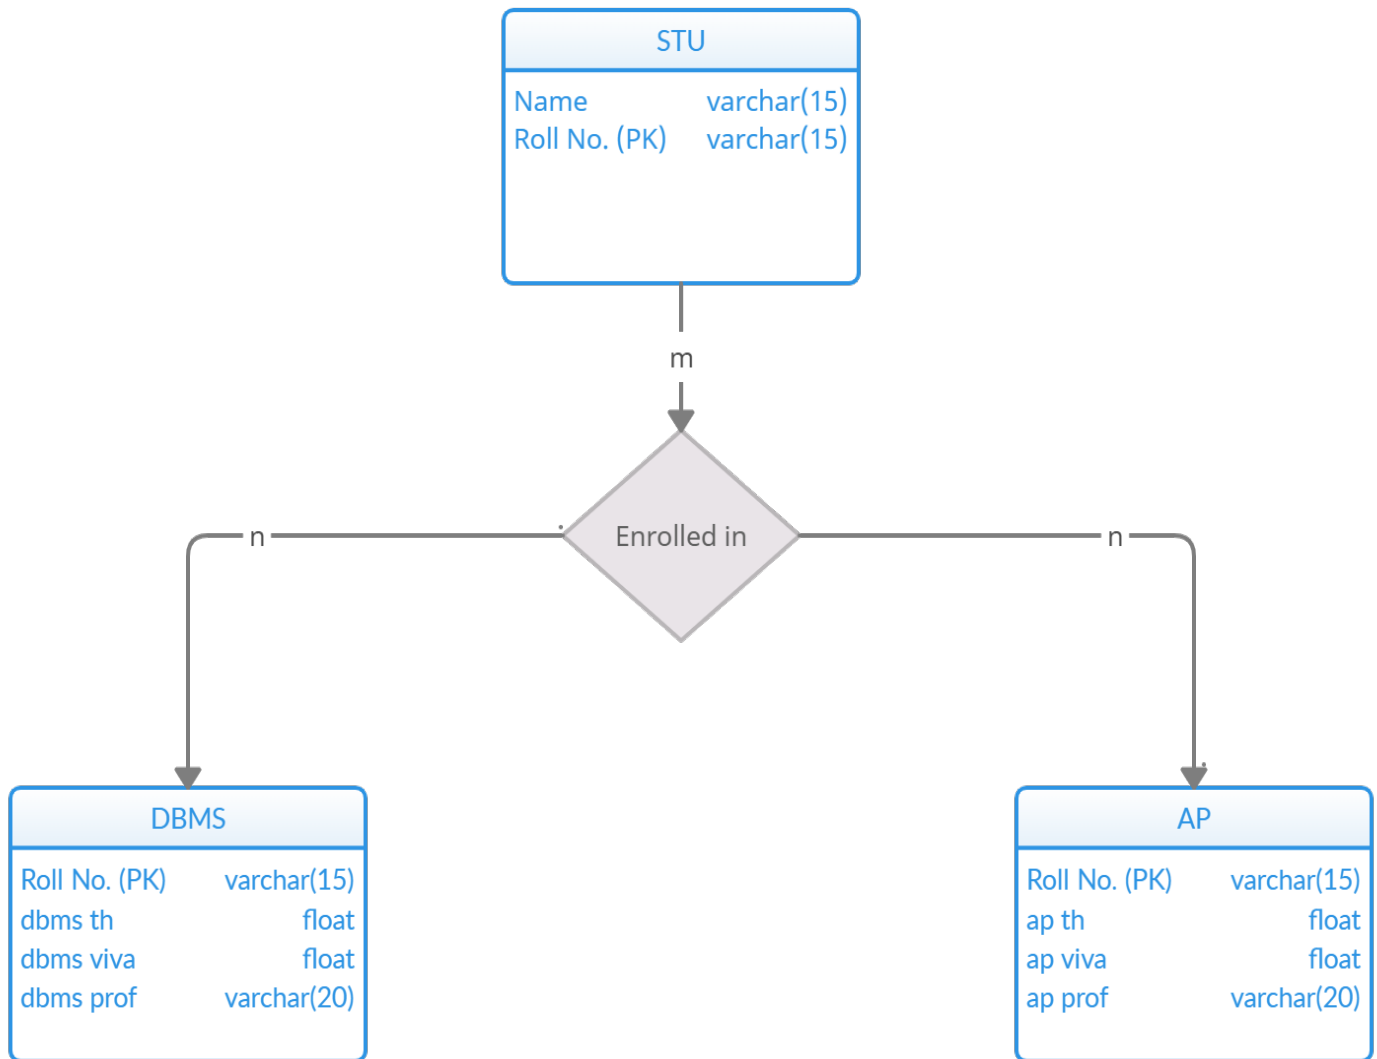 STU
Name varchar(15)
Roll No. (PK) varchar(15)
m
Enrolled in
n
n
DBMS
Roll No. (PK) varchar(15)
dbms th float
dbms viva float
dbms prof varchar(20)
AP
Roll No. (PK) varchar(15)
ap th float
ap viva float
ap prof varchar(20)